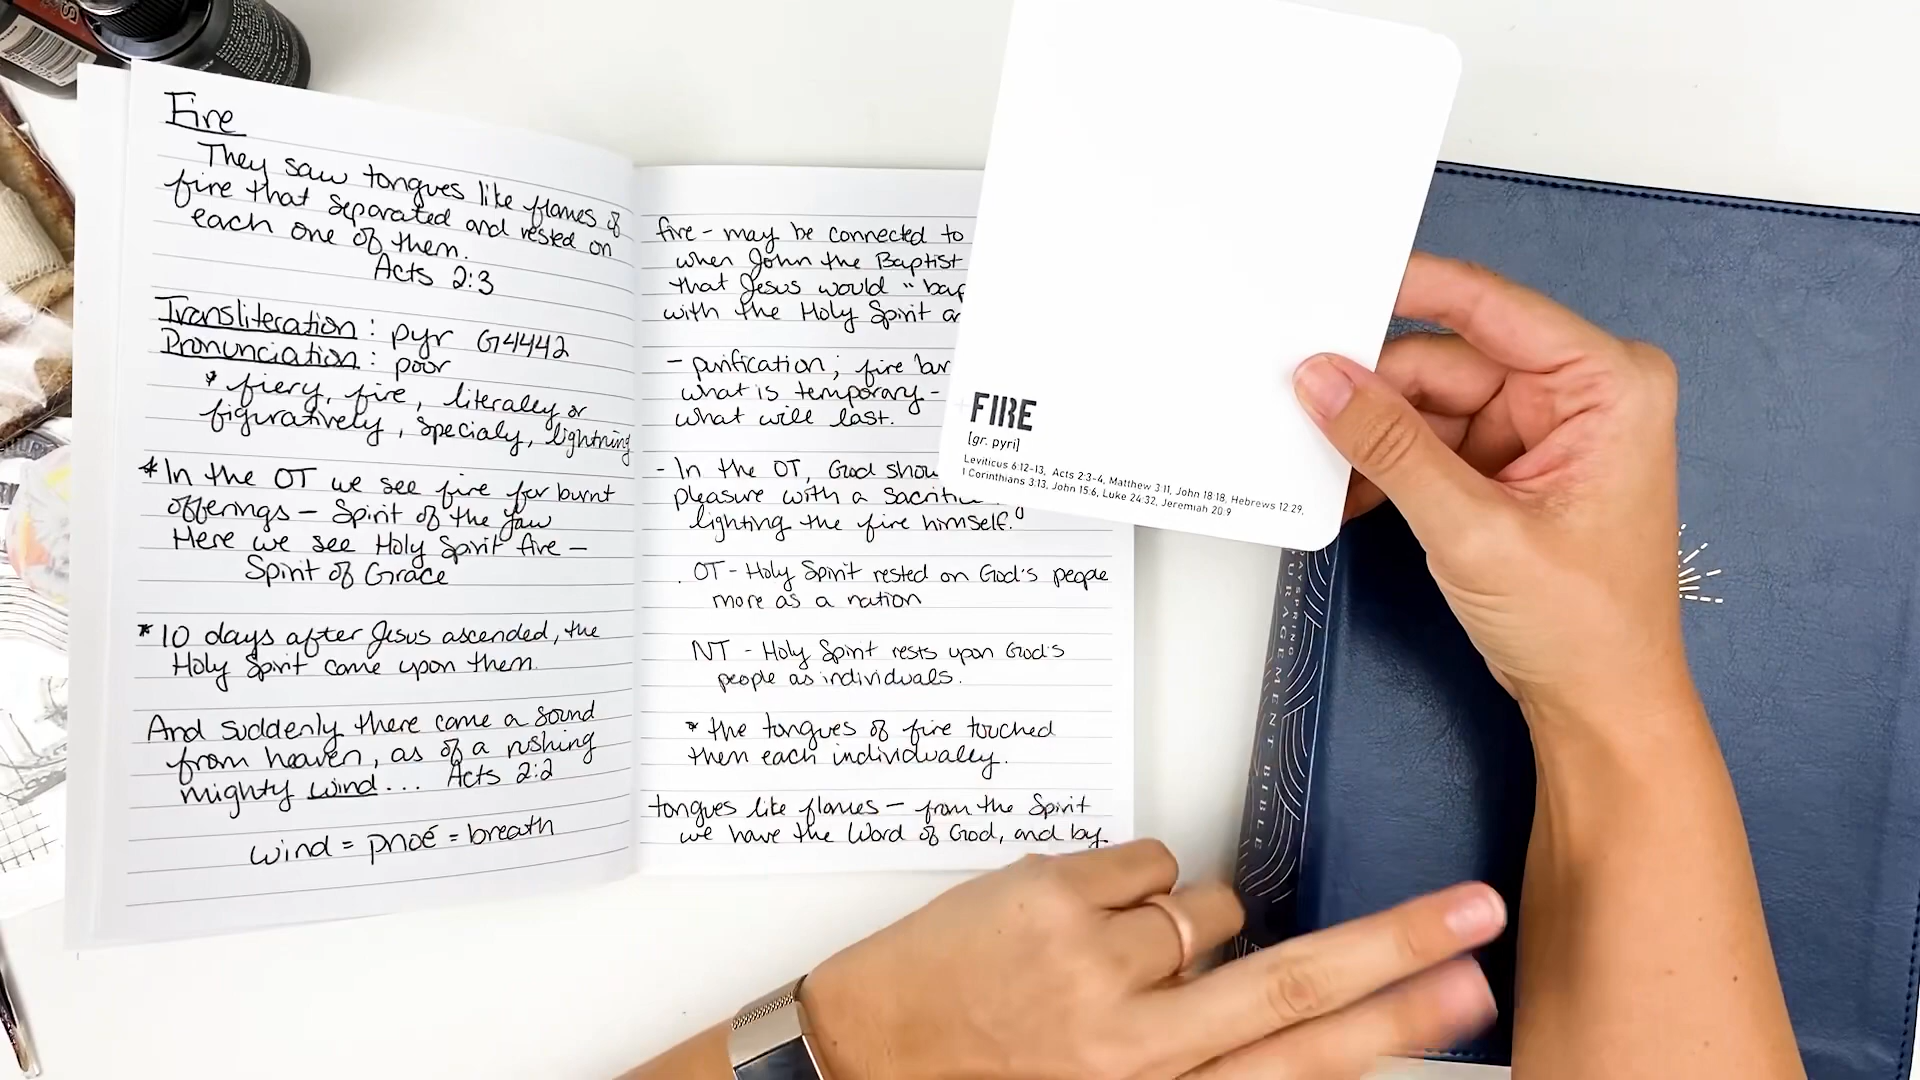 Fire
They saw tongues like flames of
fire that separated and rested on
each one of them.
Acts 2:3
Transliteration : pyr G4442
Pronunciation : poor
* fiery, fire, literally or
figuratively, specialy, lightning
*In the OT we see fire for burnt
offerings – Spirit of the Law
Here we see Holy Spirit fire –
Spirit of Grace
*10 days after Jesus ascended, the
Holy Spirit came upon them.
And suddenly there came a sound
from heaven, as of a rushing
mighty wind... Acts 2:2
wind = pnoé = breath
fire – may be connected to
when John the Baptist
that Jesus would "bap
with the Holy Spirit
– purification; fire bur
what is temporary –
what will last.
- In the OT, God show
pleasure with a
lighting the fire himself."
OT - Holy Spirit rested on God's people
more as a nation
NT - Holy Spirit rests upon God's
people as individuals.
* the tongues of fire touched
them each individually.
tongues like flames – from the Spirit
we have the Word of God, and by
FIRE
[gr. pyri]
Leviticus 6:12-13, Acts 2:3-4, Matthew 3:11, John 18:18, Hebrews 12:29,
1 Corinthians 3:13, John 15:6, Luke 24:32, Jeremiah 20:9